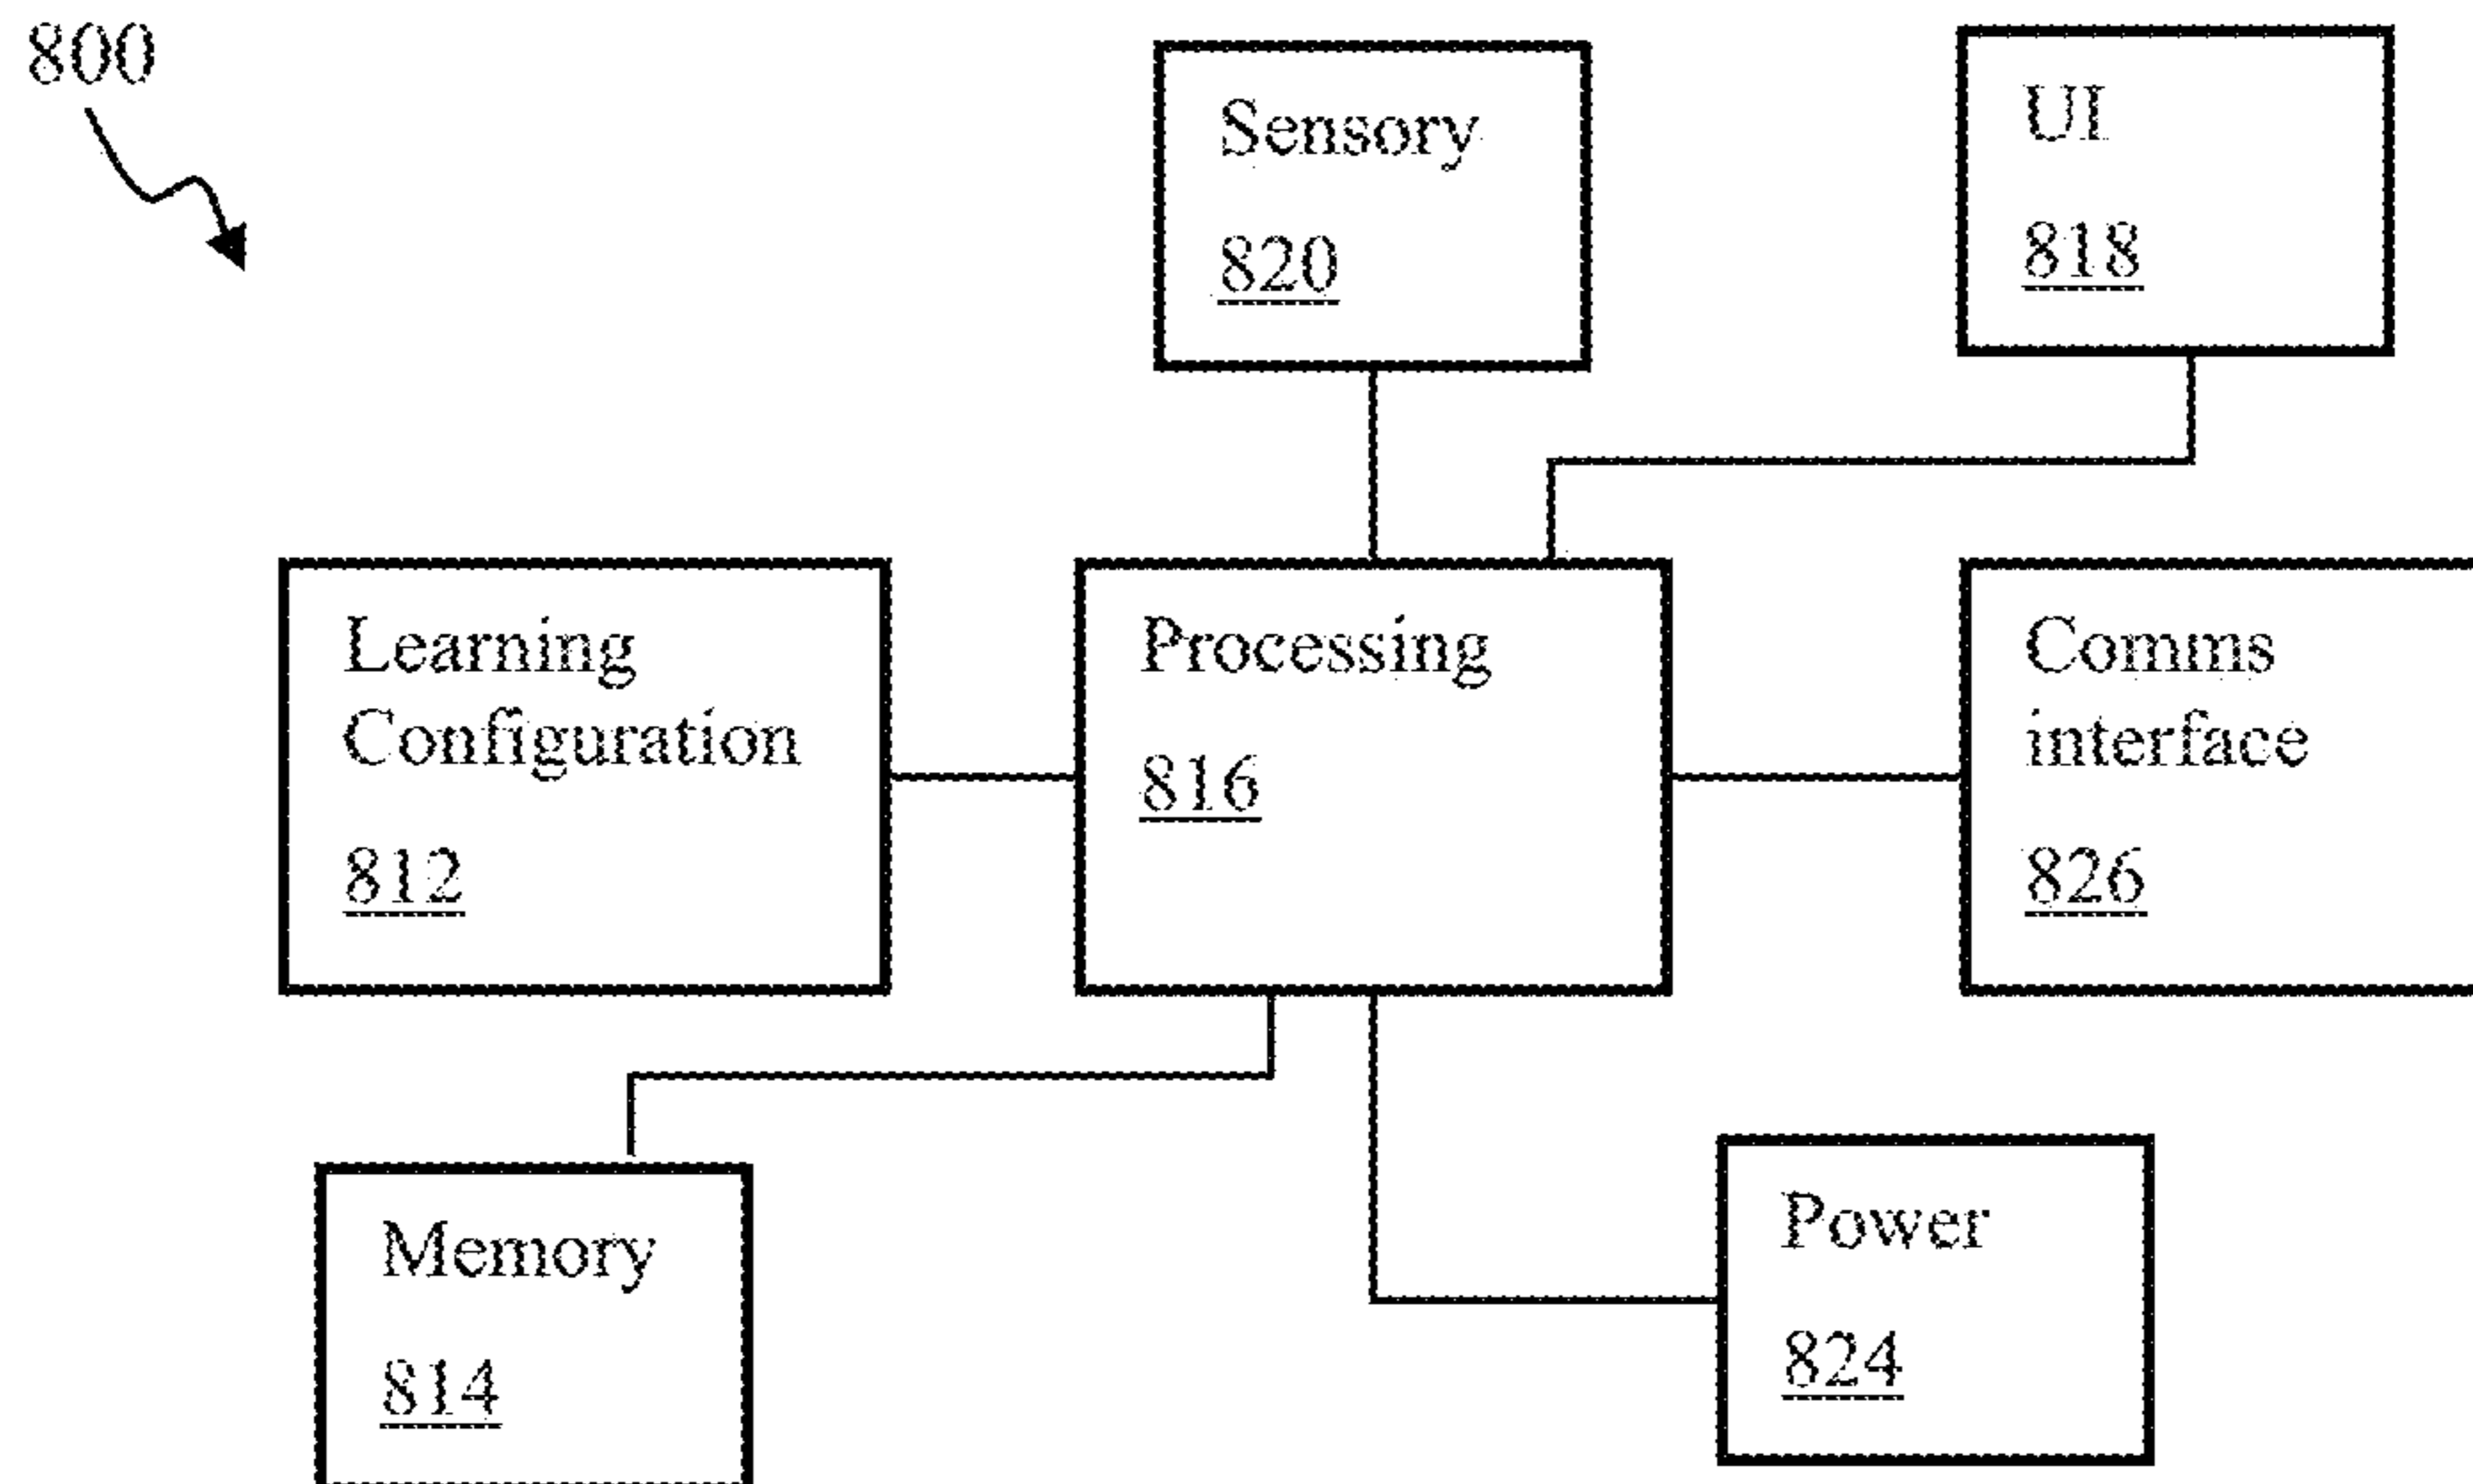 800
Sensory
820
UI
818
Learning
Configuration
812
Processing
816
Comms
interface
826
Memory
814
Power
824